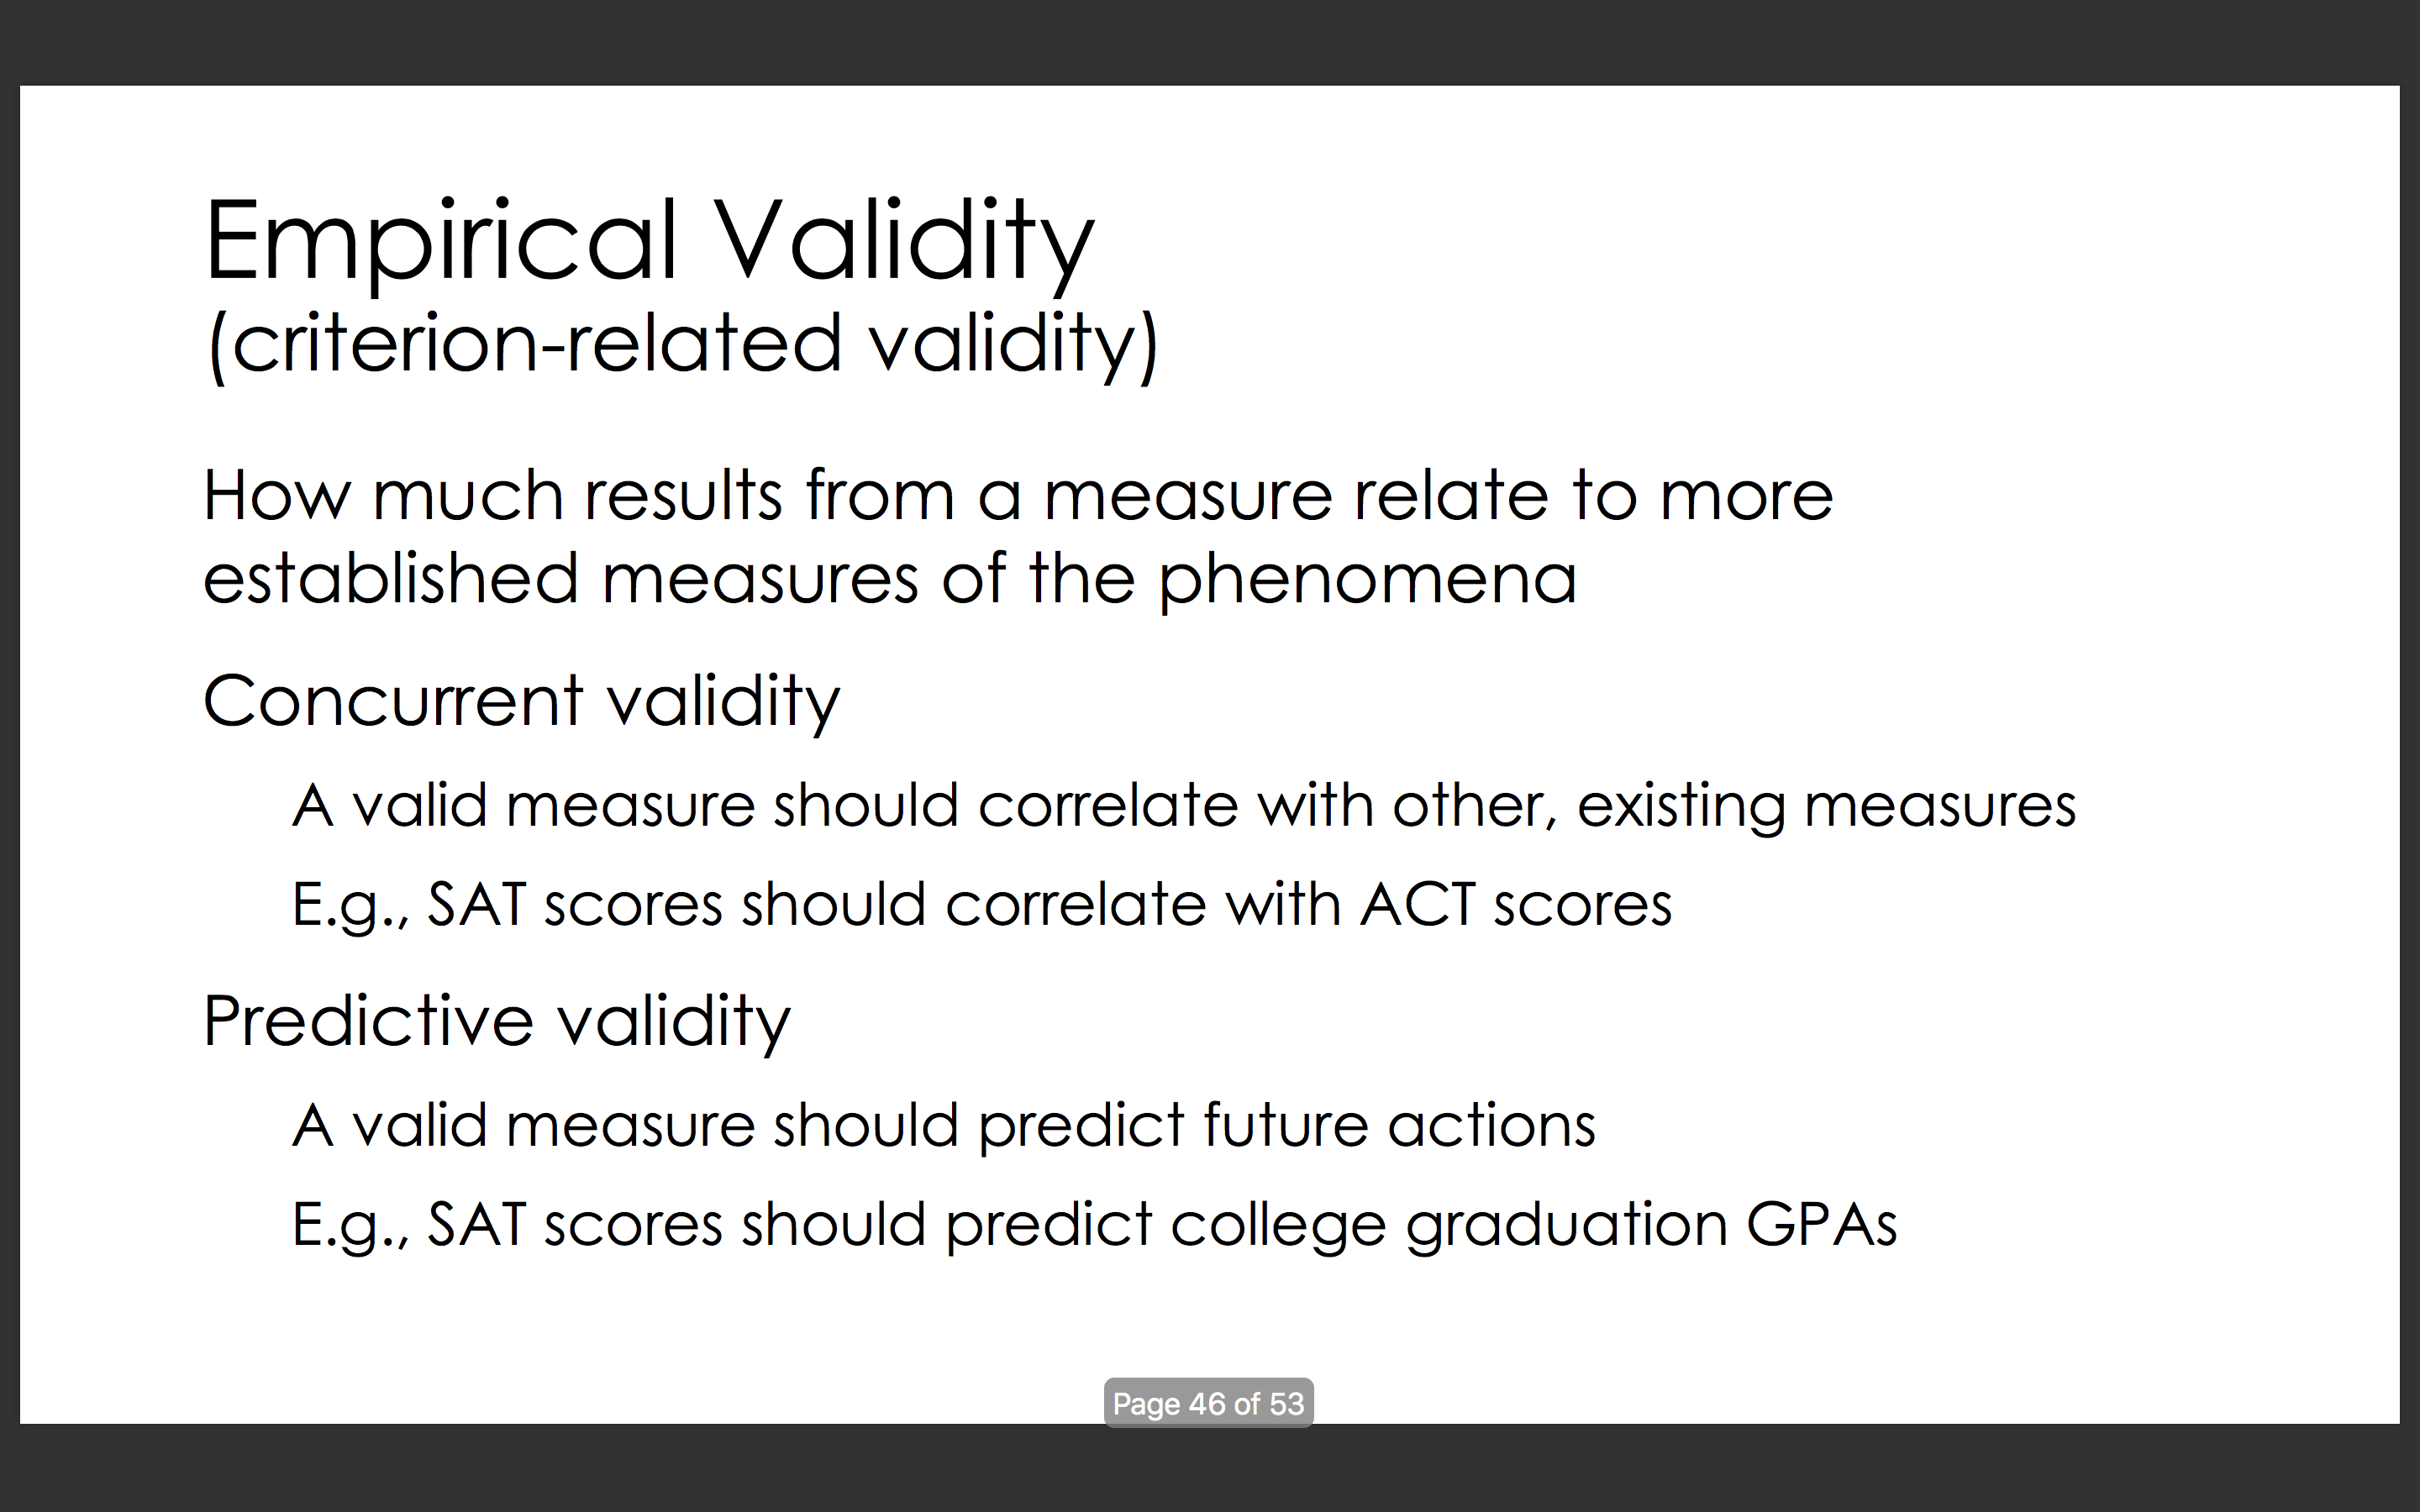 Empirical Validity
(criterion-related validity)
How much results from a measure relate to more
established measures of the phenomena
Concurrent validity
A valid measure should correlate with other, existing measures
E.g., SAT scores should correlate with ACT scores
Predictive validity
A valid measure should predict future actions
E.g., SAT scores should predict college graduation GPAs
Page 46 of 53